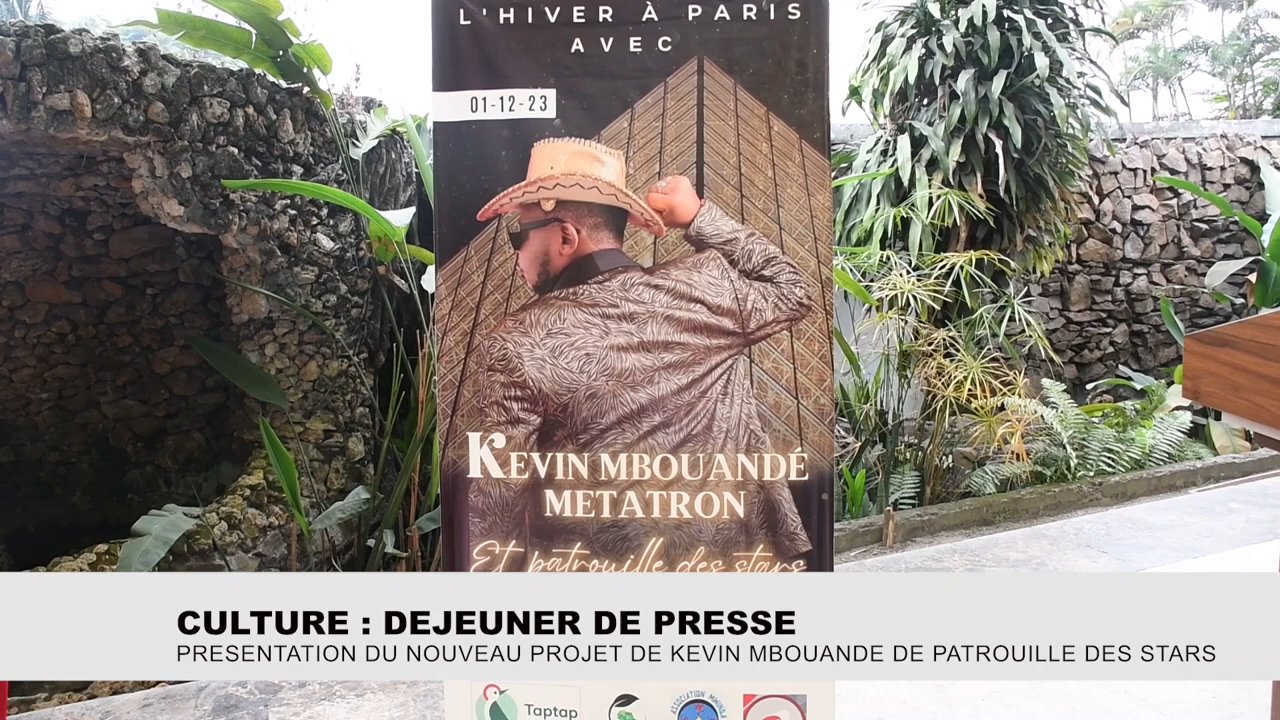 L'HIVER À PARIS
AVEC
01-12-23
KEVIN MBOUANDÉ
METATRON
Et patrouille des stars
CULTURE : DEJEUNER DE PRESSE
PRESENTATION DU NOUVEAU PROJET DE KEVIN MBOUANDE DE PATROUILLE DES STARS
Taptap
ASSOCIATION